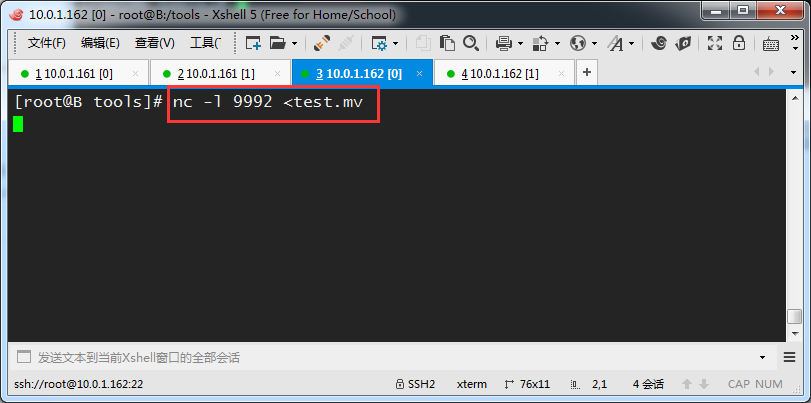 10.0.1.162 [0] - root@B:/tools - Xshell 5 (Free for Home/School)
文件(F) 编辑(E) 查看(V) 工具(
1 10.0.1.161 [0] 2 10.0.1.161 [1] 3 10.0.1.162 [0] 4 10.0.1.162 [1]
[root@B tools]# nc -l 9992 <test.mv
发送文本到当前Xshell窗口的全部会话
ssh://root@10.0.1.162:22 SSH2 xterm 76x11 2,1 4 会话 CAP NUM